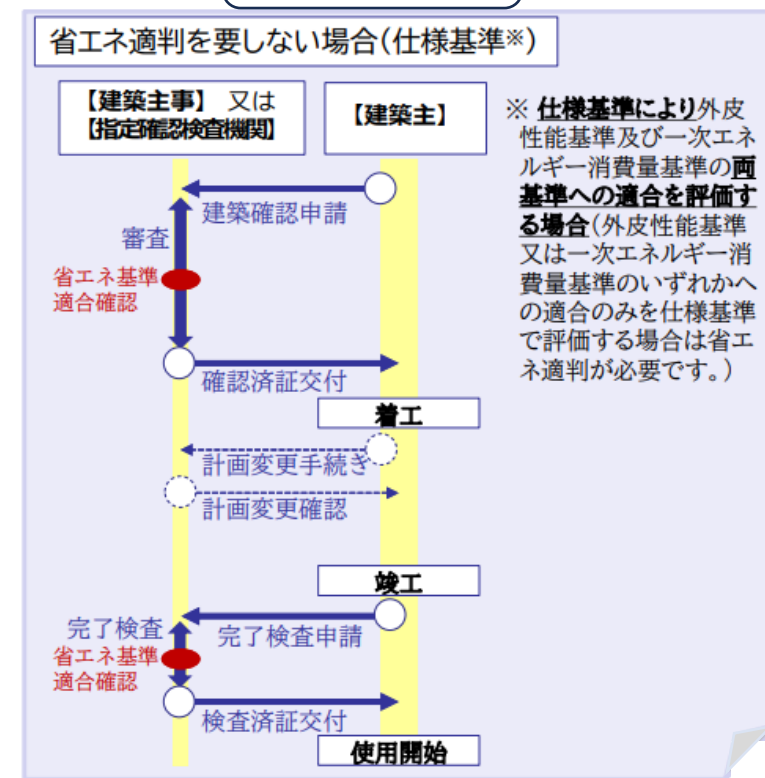 省エネ適判を要しない場合(仕様基準※)
【建築主事】 又は
【指定確認検査機関】
【建築主】
※ 仕様基準により外皮
性能基準及び一次エネ
ルギー消費量基準の両
基準への適合を評価す
る場合(外皮性能基準
又は一次エネルギー消
費量基準のいずれかへ
の適合のみを仕様基準
で評価する場合は省エ
ネ適判が必要です。)
建築確認申請
審査
省エネ基準
適合確認
確認済証交付
着工
計画変更手続き
計画変更確認
竣工
完了検査
完了検査申請
省エネ基準
適合確認
検査済証交付
使用開始